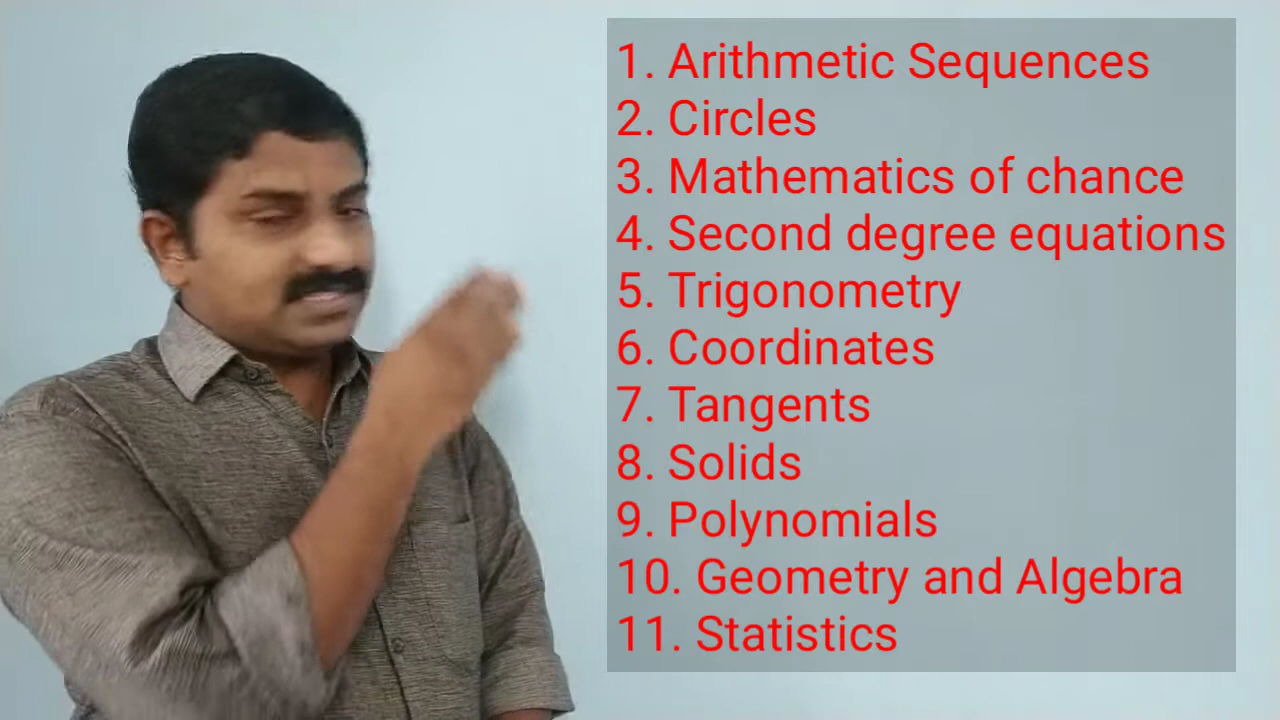 1. Arithmetic Sequences
2. Circles
3. Mathematics of chance
4. Second degree equations
5. Trigonometry
6. Coordinates
7. Tangents
8. Solids
9. Polynomials
10. Geometry and Algebra
11. Statistics